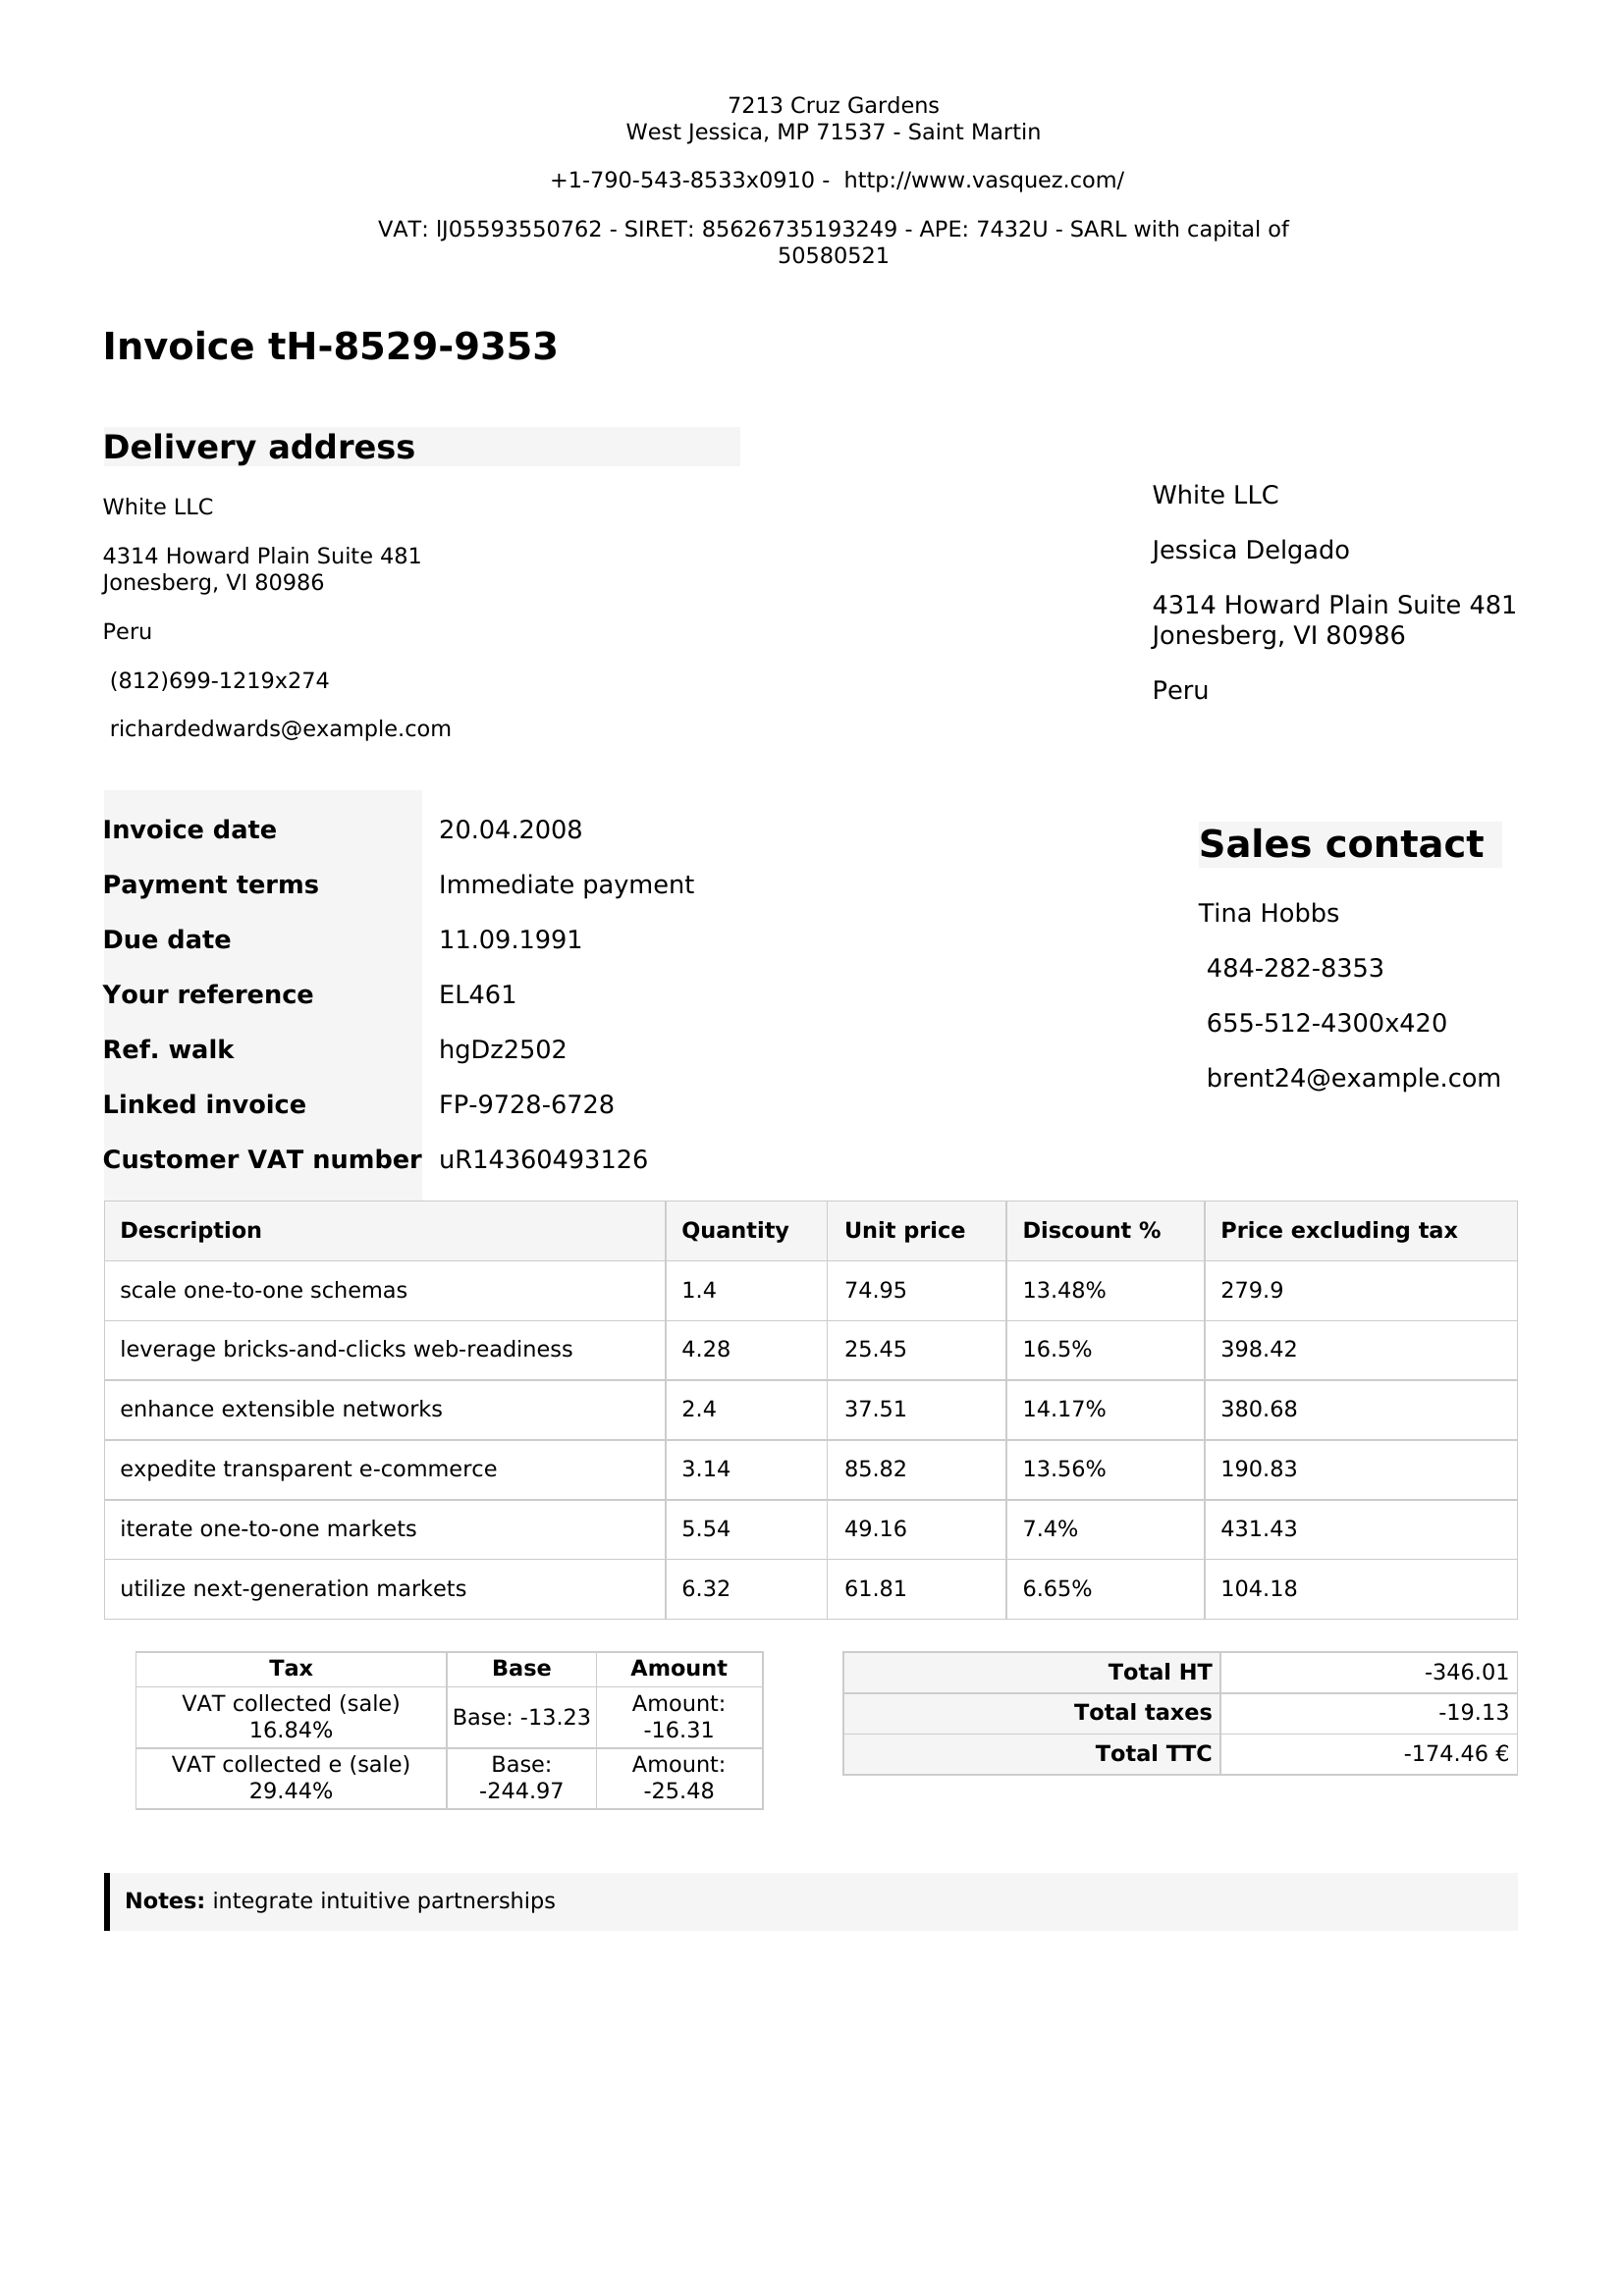 7213 Cruz Gardens
West Jessica, MP 71537 - Saint Martin
+1-790-543-8533x0910 - http://www.vasquez.com/
VAT: lJ05593550762 - SIRET: 85626735193249 - APE: 7432U - SARL with capital of
50580521
Invoice tH-8529-9353
Delivery address
White LLC
4314 Howard Plain Suite 481
Jonesberg, VI 80986
Peru
(812)699-1219x274
richardedwards@example.com
White LLC
Jessica Delgado
4314 Howard Plain Suite 481
Jonesberg, VI 80986
Peru
Invoice date 20.04.2008
Payment terms Immediate payment
Due date 11.09.1991
Your reference EL461
Ref. walk hgDz2502
Linked invoice FP-9728-6728
Customer VAT number uR14360493126
Sales contact
Tina Hobbs
484-282-8353
655-512-4300x420
brent24@example.com
Description Quantity Unit price Discount % Price excluding tax
scale one-to-one schemas 1.4 74.95 13.48% 279.9
leverage bricks-and-clicks web-readiness 4.28 25.45 16.5% 398.42
enhance extensible networks 2.4 37.51 14.17% 380.68
expedite transparent e-commerce 3.14 85.82 13.56% 190.83
iterate one-to-one markets 5.54 49.16 7.4% 431.43
utilize next-generation markets 6.32 61.81 6.65% 104.18
Tax Base Amount
VAT collected (sale)
16.84%
Base: -13.23
Amount:
-16.31
VAT collected e (sale)
29.44%
Base:
-244.97
Amount:
-25.48
Total HT -346.01
Total taxes -19.13
Total TTC -174.46 €
Notes: integrate intuitive partnerships